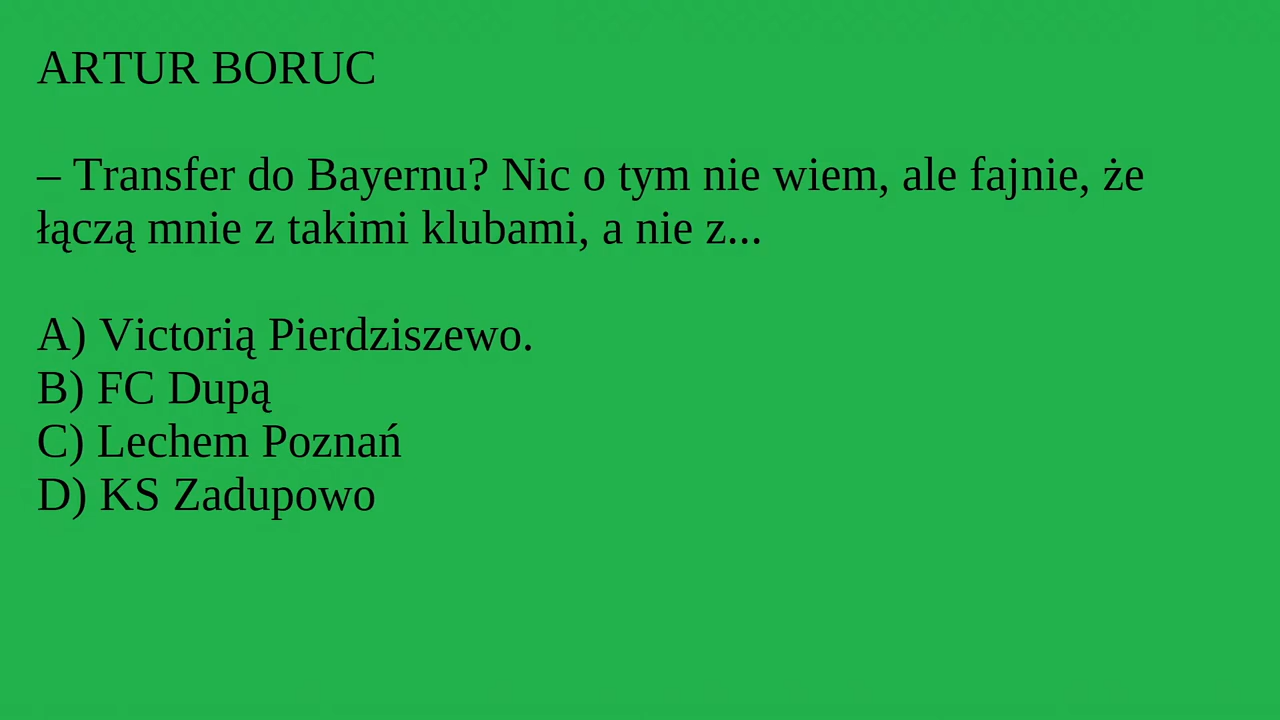 ARTUR BORUC
– Transfer do Bayernu? Nic o tym nie wiem, ale fajnie, że
łączą mnie z takimi klubami, a nie z...
A) Victorią Pierdziszewo.
B) FC Dupą
C) Lechem Poznań
D) KS Zadupowo